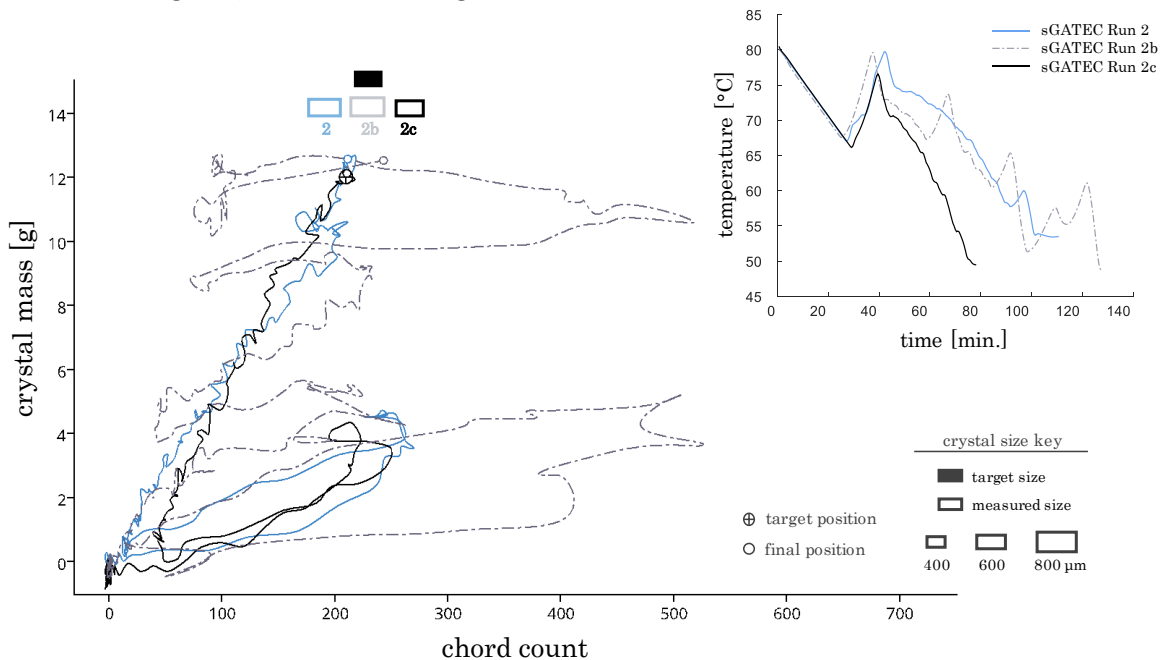 85
80
75
70
65
60
55
50
45
temperature [°C]
0
20
40
60
80
100
120
140
time [min.]
sGATEC Run 2
sGATEC Run 2b
sGATEC Run 2c
2
2b
2c
14
12
10
8
6
4
2
0
crystal mass [g]
0
100
200
300
400
500
600
700
chord count
crystal size key
target size
measured size
400
600
800 µm
target position
final position